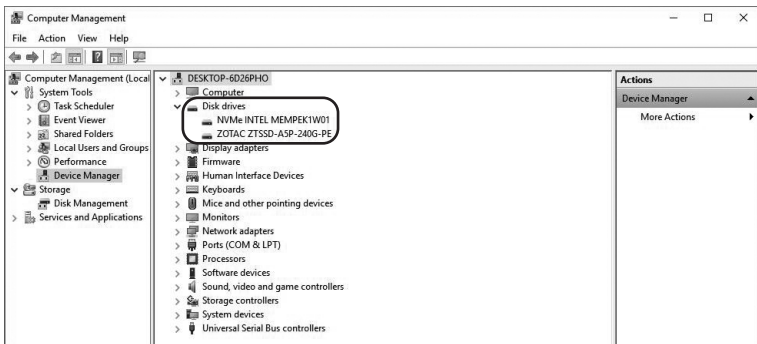 Computer Management
File Action View Help
Computer Management (Local
System Tools
Task Scheduler
Event Viewer
Shared Folders
Local Users and Groups
Performance
Device Manager
Storage
Disk Management
Services and Applications
DESKTOP-6D26PHO
Computer
Disk drives
NVMe INTEL MEMPEK1W01
ZOTAC ZTSSD-A5P-240G-PE
Display adapters
Firmware
Human Interface Devices
Keyboards
Mice and other pointing devices
Monitors
Network adapters
Ports (COM & LPT)
Processors
Software devices
Sound, video and game controllers
Storage controllers
System devices
Universal Serial Bus controllers
Actions
Device Manager
More Actions